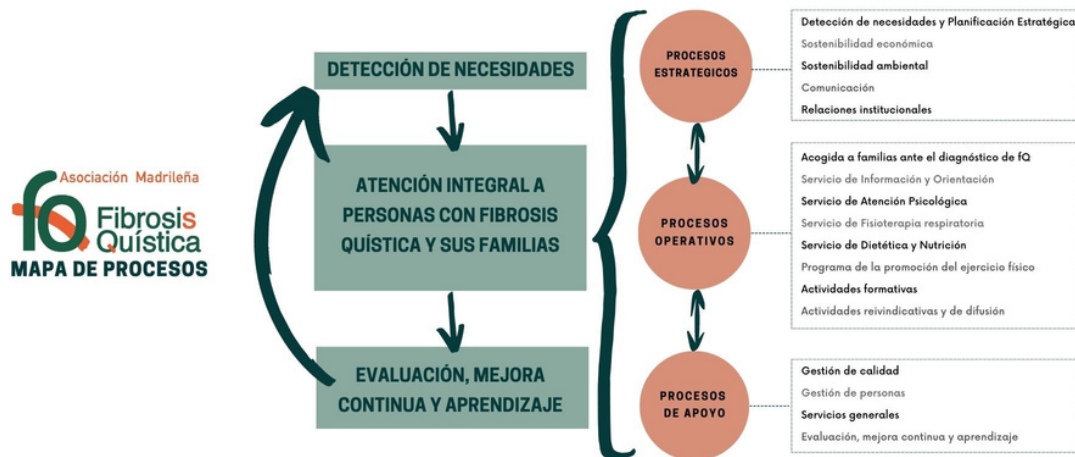 fQ
Asociación Madrileña
Fibrosis
Quística
MAPA DE PROCESOS
DETECCIÓN DE NECESIDADES
ATENCIÓN INTEGRAL A
PERSONAS CON FIBROSIS
QUÍSTICA Y SUS FAMILIAS
EVALUACIÓN, MEJORA
CONTINUA Y APRENDIZAJE
PROCESOS
ESTRATEGICOS
Detección de necesidades y Planificación Estratégica
Sostenibilidad económica
Sostenibilidad ambiental
Comunicación
Relaciones institucionales
PROCESOS
OPERATIVOS
Acogida a familias ante el diagnóstico de fQ
Servicio de Información y Orientación
Servicio de Atención Psicológica
Servicio de Fisioterapia respiratoria
Servicio de Dietética y Nutrición
Programa de la promoción del ejercicio físico
Actividades formativas
Actividades reivindicativas y de difusión
PROCESOS
DE APOYO
Gestión de calidad
Gestión de personas
Servicios generales
Evaluación, mejora continua y aprendizaje